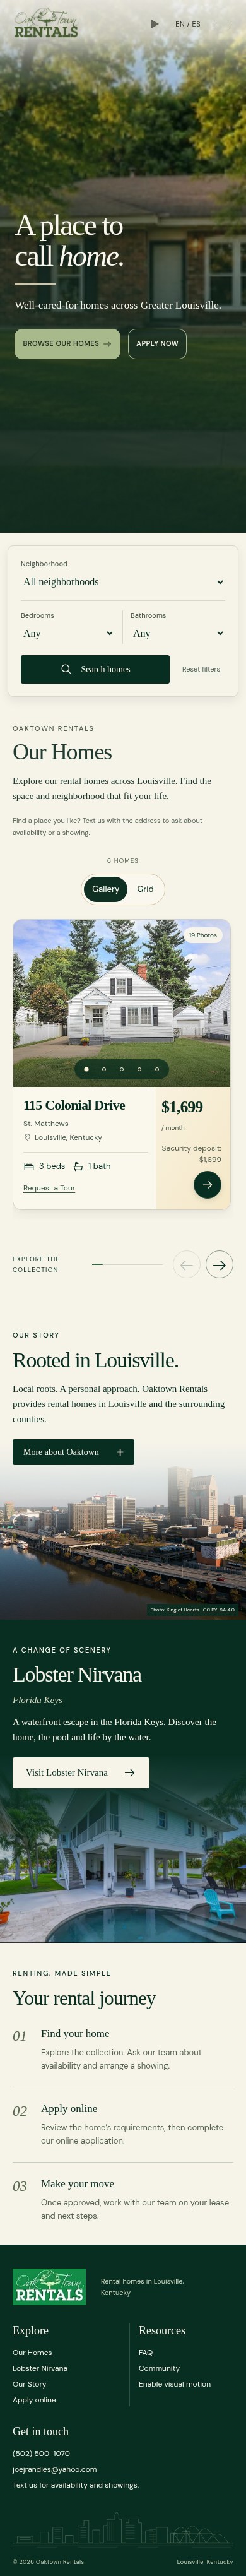 Oak Town
RENTALS
EN / ES
A place to
call home.
Well-cared-for homes across Greater Louisville.
BROWSE OUR HOMES
APPLY NOW
Neighborhood
All neighborhoods
Bedrooms
Bathrooms
Any
Any
Search homes
Reset filters
OAKTOWN RENTALS
Our Homes
Explore our rental homes across Louisville. Find the
space and neighborhood that fit your life.
Find a place you like? Text us with the address to ask about
availability or a showing.
6 HOMES
Gallery
Grid
19 Photos
115 Colonial Drive
St. Matthews
Louisville, Kentucky
3 beds
1 bath
Request a Tour
$1,699
/ month
Security deposit:
$1,699
EXPLORE THE
COLLECTION
OUR STORY
Rooted in Louisville.
Local roots. A personal approach. Oaktown Rentals
provides rental homes in Louisville and the surrounding
counties.
More about Oaktown
Photo: King of Hearts · CC BY-SA 4.0
A CHANGE OF SCENERY
Lobster Nirvana
Florida Keys
A waterfront escape in the Florida Keys. Discover the
home, the pool and life by the water.
Visit Lobster Nirvana
RENTING, MADE SIMPLE
Your rental journey
01
Find your home
Explore the collection. Ask our team about
availability and arrange a showing.
02
Apply online
Review the home's requirements, then complete
our online application.
03
Make your move
Once approved, work with our team on your lease
and next steps.
Oak Town
RENTALS
Rental homes in Louisville,
Kentucky
Explore
Our Homes
Lobster Nirvana
Our Story
Apply online
Resources
FAQ
Community
Enable visual motion
Get in touch
(502) 500-1070
joejrandles@yahoo.com
Text us for availability and showings.
© 2026 Oaktown Rentals
Louisville, Kentucky